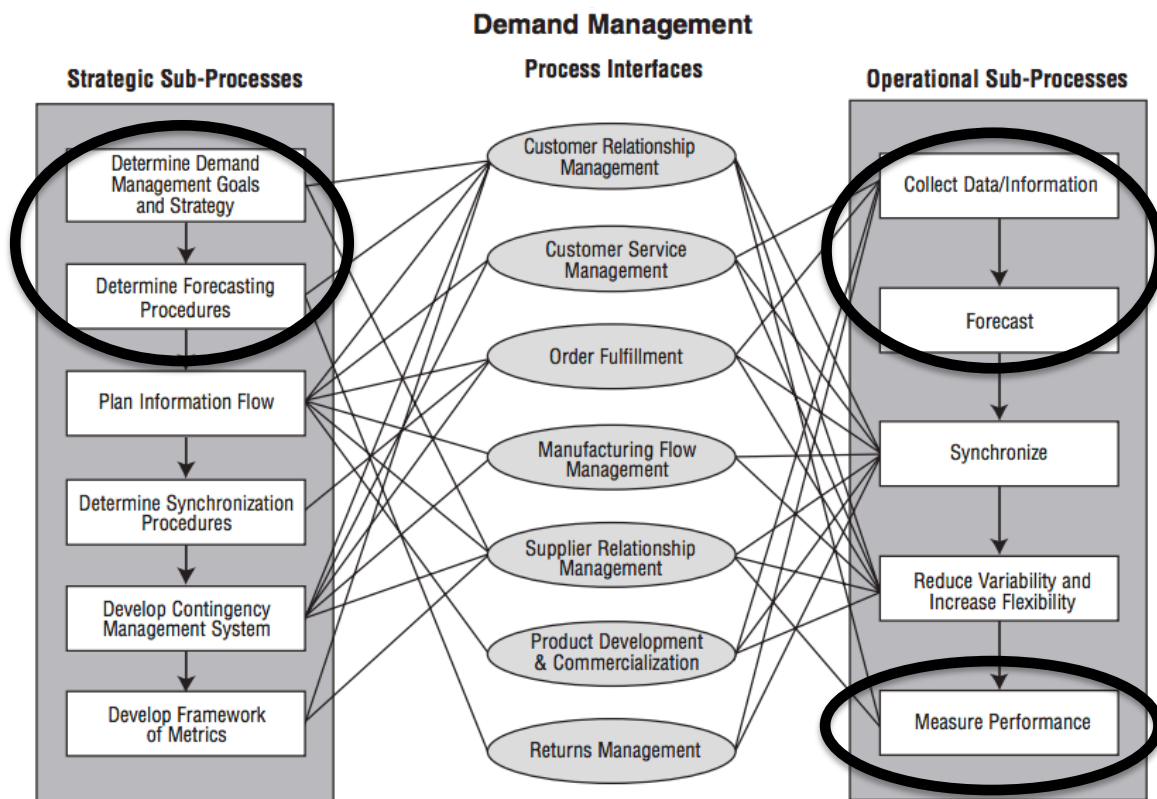 Demand Management
Strategic Sub-Processes
Process Interfaces
Operational Sub-Processes
Determine Demand
Management Goals
and Strategy
Determine Forecasting
Procedures
Plan Information Flow
Determine Synchronization
Procedures
Develop Contingency
Management System
Develop Framework
of Metrics
Customer Relationship
Management
Customer Service
Management
Order Fulfillment
Manufacturing Flow
Management
Supplier Relationship
Management
Product Development
& Commercialization
Returns Management
Collect Data/Information
Forecast
Synchronize
Reduce Variability and
Increase Flexibility
Measure Performance